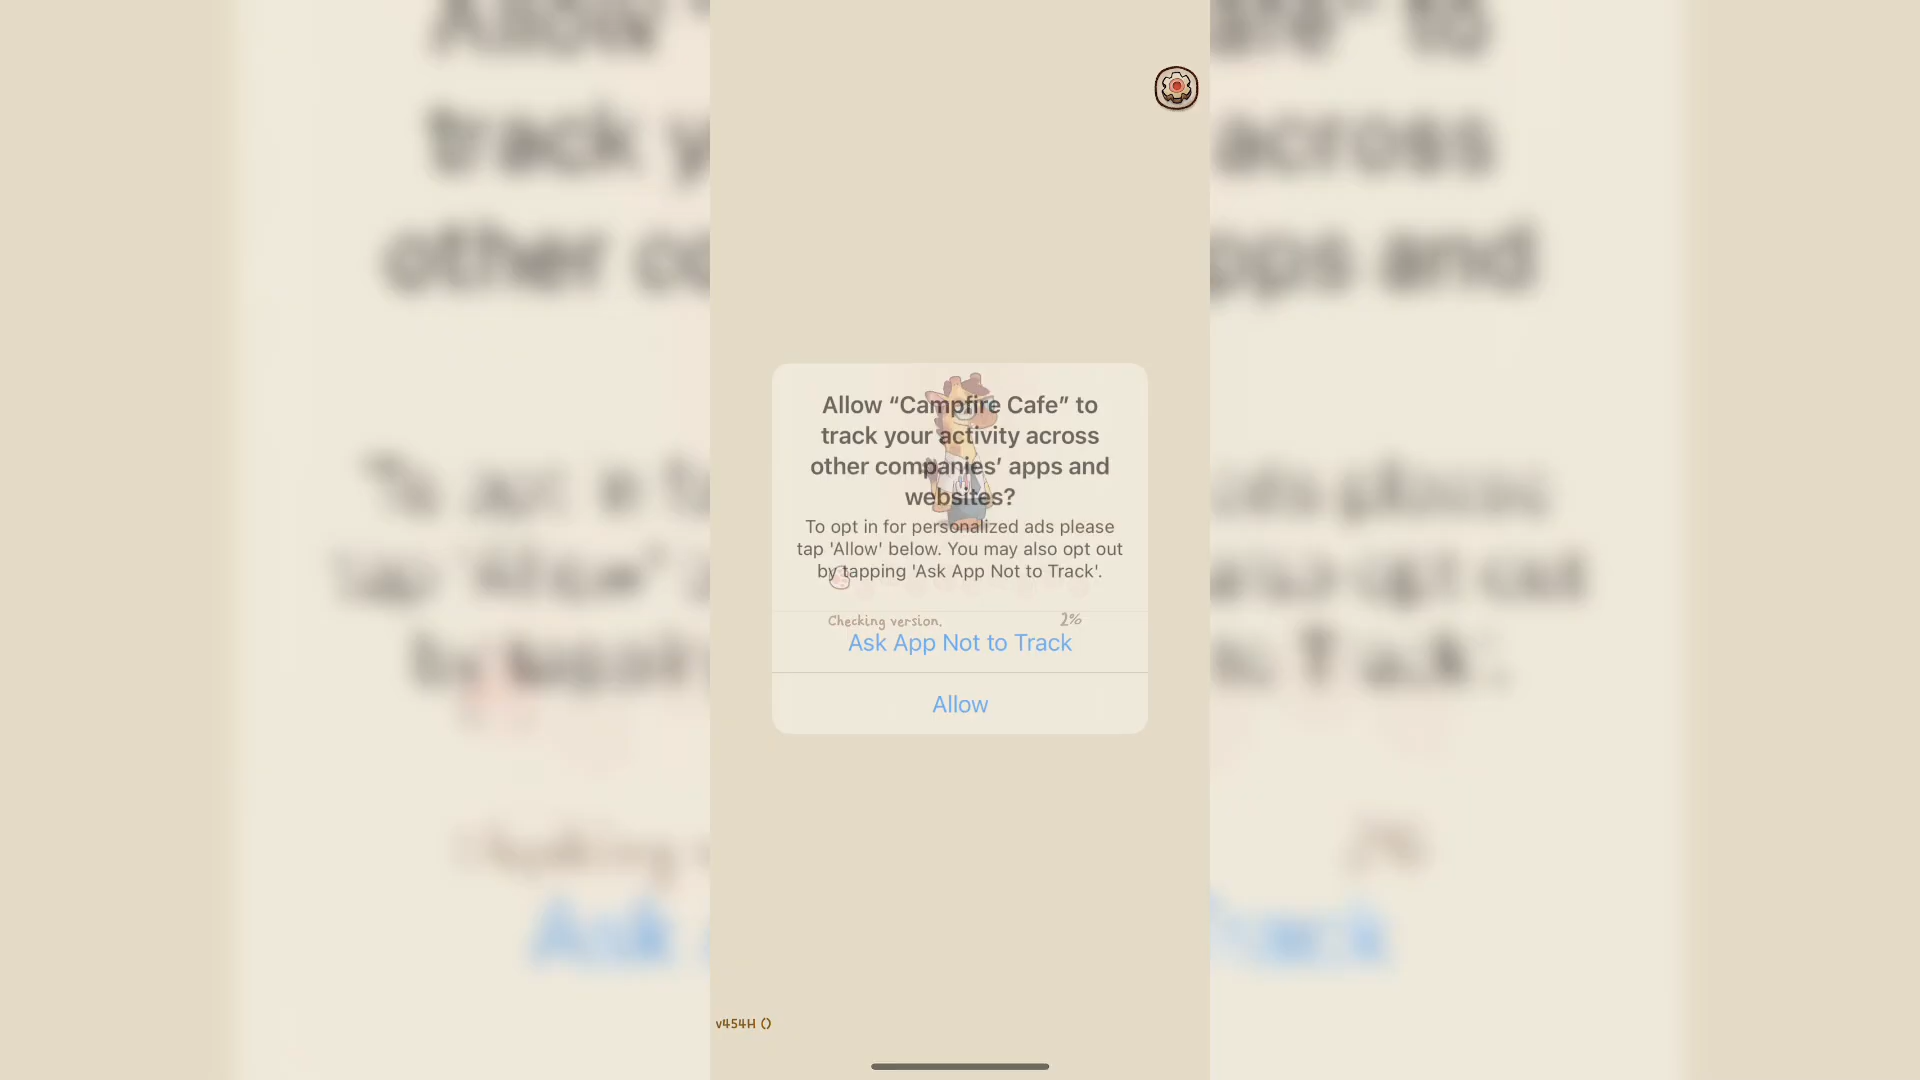 Allow “Campfire Cafe” to
track your activity across
other companies’ apps and
websites?
To opt in for personalized ads please
tap 'Allow' below. You may also opt out
by tapping 'Ask App Not to Track'.
Checking version. 2%
Ask App Not to Track
Allow
v454H ()